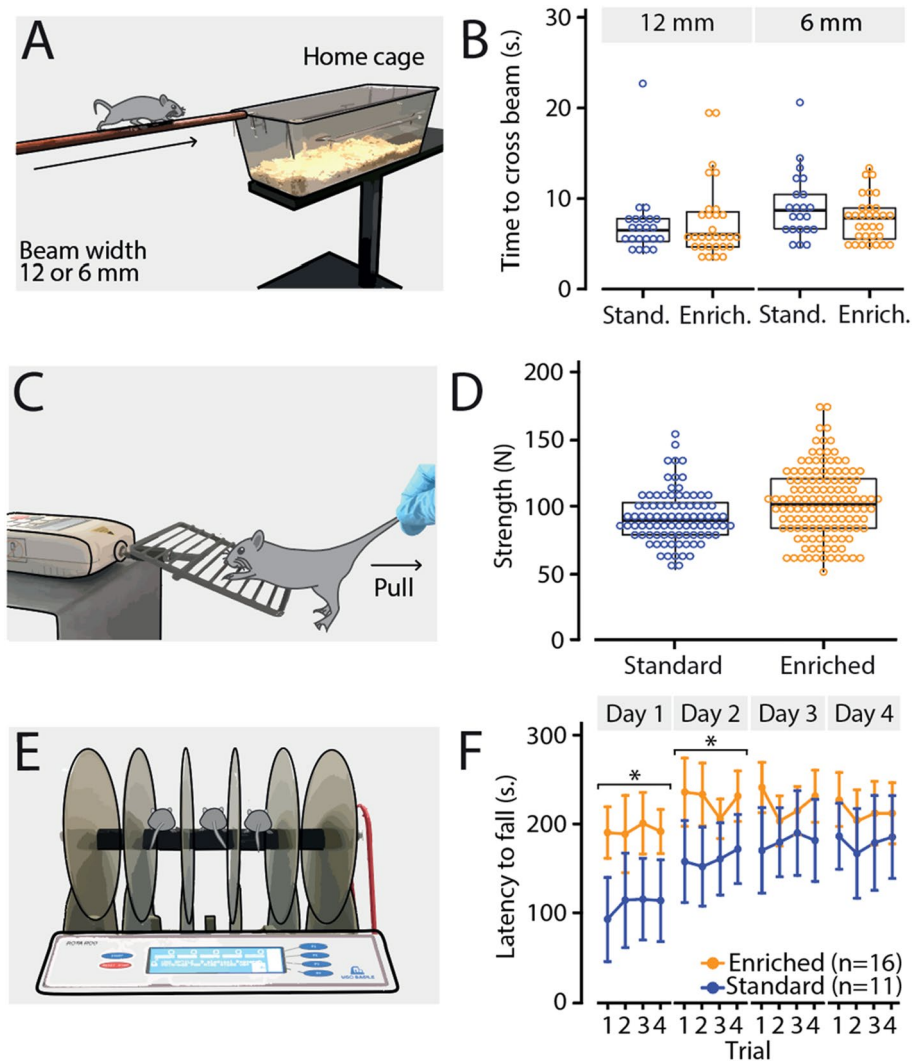 A
Home cage
Beam width
12 or 6 mm
B
12 mm
6 mm
Time to cross beam (s.)
30
20
10
0
Stand.
Enrich.
Stand.
Enrich.
C
Pull
D
Strength (N)
200
150
100
50
0
Standard
Enriched
E
UGO BASILE
F
Day 1
Day 2
Day 3
Day 4
Latency to fall (s.)
300
200
100
0
*
*
Enriched (n=16)
Standard (n=11)
1 2 3 4 1 2 3 4 1 2 3 4 1 2 3 4
Trial